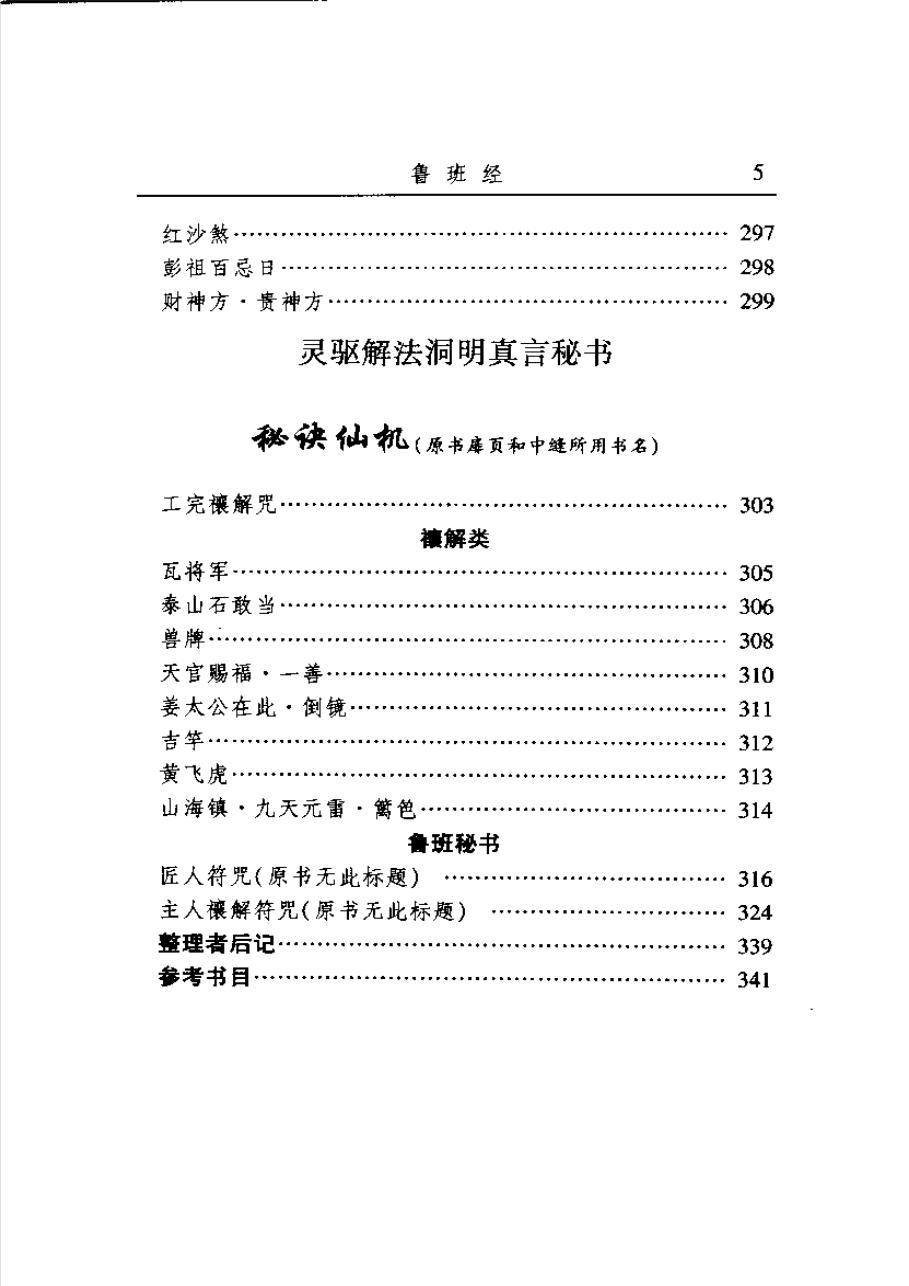 鲁班经 5
红沙煞…………………………………………………… 297
彭祖百忌日……………………………………………… 298
财神方·贵神方………………………………………… 299
灵驱解法洞明真言秘书
秘诀仙机(原书扉页和中缝所用书名)
工完禳解咒……………………………………………… 303
禳解类
瓦将军…………………………………………………… 305
泰山石敢当……………………………………………… 306
兽牌……………………………………………………… 308
天官赐福·一善………………………………………… 310
姜太公在此·倒镜……………………………………… 311
吉竿……………………………………………………… 312
黄飞虎…………………………………………………… 313
山海镇·九天元雷·篱笆……………………………… 314
鲁班秘书
匠人符咒(原书无此标题) …………………………… 316
主人禳解符咒(原书无此标题) ……………………… 324
整理者后记……………………………………………… 339
参考书目………………………………………………… 341